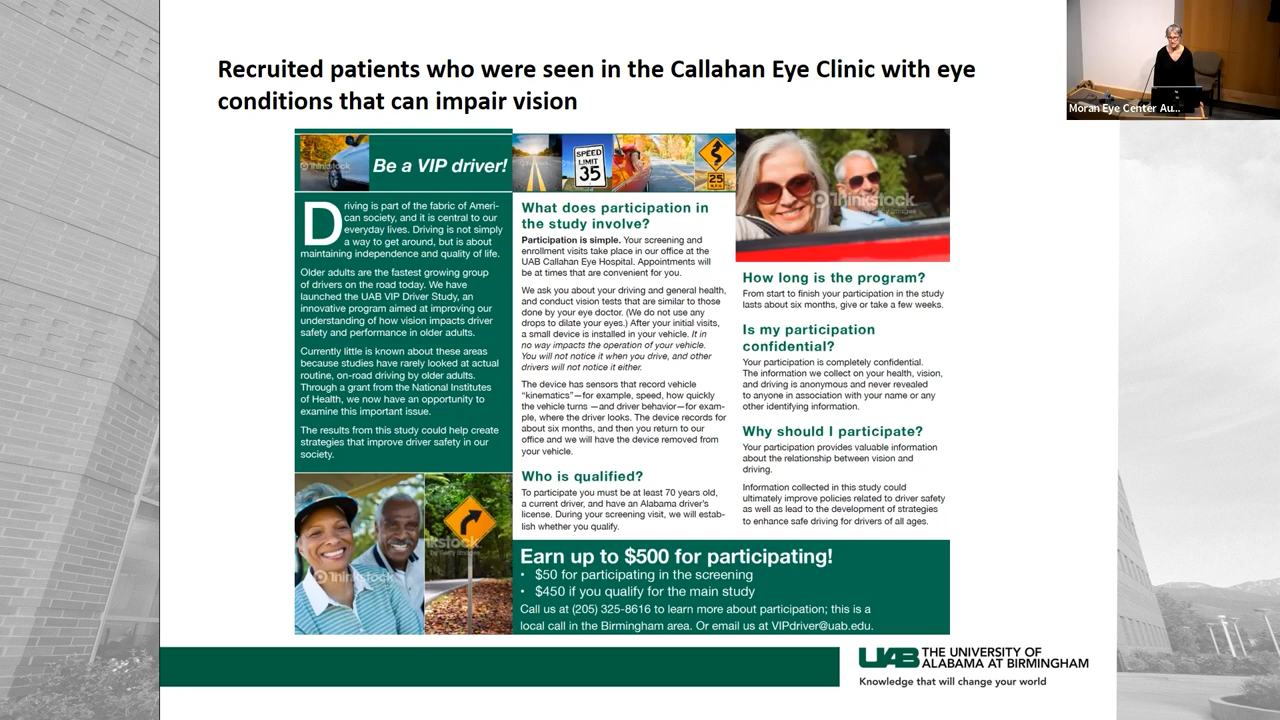 Recruited patients who were seen in the Callahan Eye Clinic with eye
conditions that can impair vision
Moran Eye Center Au...
Be a VIP driver!
Thinkstock
SPEED
LIMIT
35
25
M.P.H.
Driving is part of the fabric of Ameri-
can society, and it is central to our
everyday lives. Driving is not simply
a way to get around, but is about
maintaining independence and quality of life.
Older adults are the fastest growing group
of drivers on the road today. We have
launched the UAB VIP Driver Study, an
innovative program aimed at improving our
understanding of how vision impacts driver
safety and performance in older adults.
Currently little is known about these areas
because studies have rarely looked at actual
routine, on-road driving by older adults.
Through a grant from the National Institutes
of Health, we now have an opportunity to
examine this important issue.
The results from this study could help create
strategies that improve driver safety in our
society.
Thinkstock
nkstock
by Getty Images
What does participation in
the study involve?
Participation is simple. Your screening and
enrollment visits take place in our office at the
UAB Callahan Eye Hospital. Appointments will
be at times that are convenient for you.
We ask you about your driving and general health,
and conduct vision tests that are similar to those
done by your eye doctor. (We do not use any
drops to dilate your eyes.) After your initial visits,
a small device is installed in your vehicle. It in
no way impacts the operation of your vehicle.
You will not notice it when you drive, and other
drivers will not notice it either.
The device has sensors that record vehicle
“kinematics”—for example, speed, how quickly
the vehicle turns —and driver behavior—for exam-
ple, where the driver looks. The device records for
about six months, and then you return to our
office and we will have the device removed from
your vehicle.
Who is qualified?
To participate you must be at least 70 years old,
a current driver, and have an Alabama driver's
license. During your screening visit, we will estab-
lish whether you qualify.
Thinkstock
by Getty Images
How long is the program?
From start to finish your participation in the study
lasts about six months, give or take a few weeks.
Is my participation
confidential?
Your participation is completely confidential.
The information we collect on your health, vision,
and driving is anonymous and never revealed
to anyone in association with your name or any
other identifying information.
Why should I participate?
Your participation provides valuable information
about the relationship between vision and
driving.
Information collected in this study could
ultimately improve policies related to driver safety
as well as lead to the development of strategies
to enhance safe driving for drivers of all ages.
Earn up to $500 for participating!
• $50 for participating in the screening
• $450 if you qualify for the main study
Call us at (205) 325-8616 to learn more about participation; this is a
local call in the Birmingham area. Or email us at VIPdriver@uab.edu.
UAB THE UNIVERSITY OF
ALABAMA AT BIRMINGHAM
Knowledge that will change your world